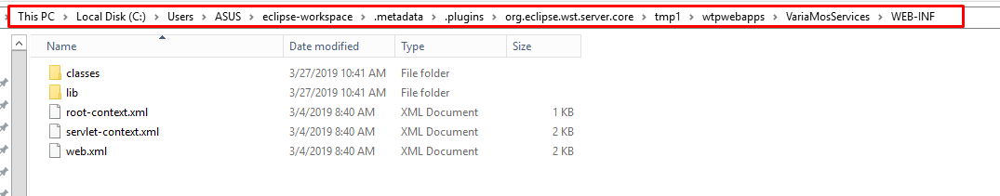 This PC > Local Disk (C:) > Users > ASUS > eclipse-workspace > .metadata > .plugins > org.eclipse.wst.server.core > tmp1 > wtpwebapps > VariaMosServices > WEB-INF
Name Date modified Type Size
classes 3/27/2019 10:41 AM File folder
lib 3/27/2019 10:41 AM File folder
root-context.xml 3/4/2019 8:40 AM XML Document 1 KB
servlet-context.xml 3/4/2019 8:40 AM XML Document 2 KB
web.xml 3/4/2019 8:40 AM XML Document 2 KB